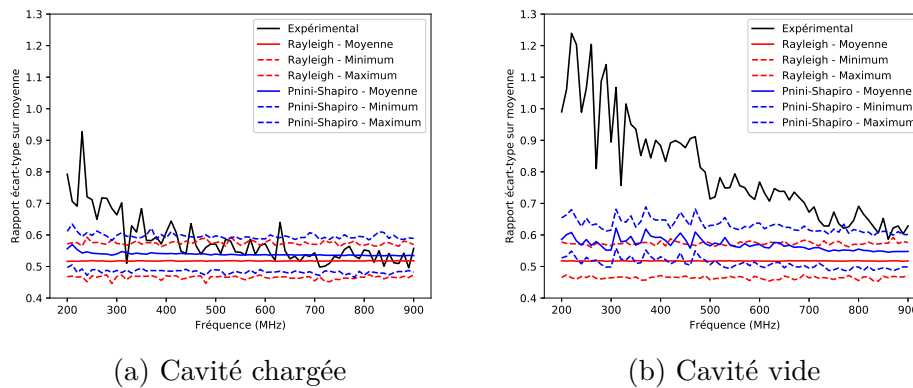 1.3
1.2
1.1
1.0
0.9
0.8
0.7
0.6
0.5
0.4
Rapport écart-type sur moyenne
200 300 400 500 600 700 800 900
Fréquence (MHz)
Expérimental
Rayleigh - Moyenne
Rayleigh - Minimum
Rayleigh - Maximum
Pnini-Shapiro - Moyenne
Pnini-Shapiro - Minimum
Pnini-Shapiro - Maximum
(a) Cavité chargée
1.3
1.2
1.1
1.0
0.9
0.8
0.7
0.6
0.5
0.4
Rapport écart-type sur moyenne
200 300 400 500 600 700 800 900
Fréquence (MHz)
Expérimental
Rayleigh - Moyenne
Rayleigh - Minimum
Rayleigh - Maximum
Pnini-Shapiro - Moyenne
Pnini-Shapiro - Minimum
Pnini-Shapiro - Maximum
(b) Cavité vide